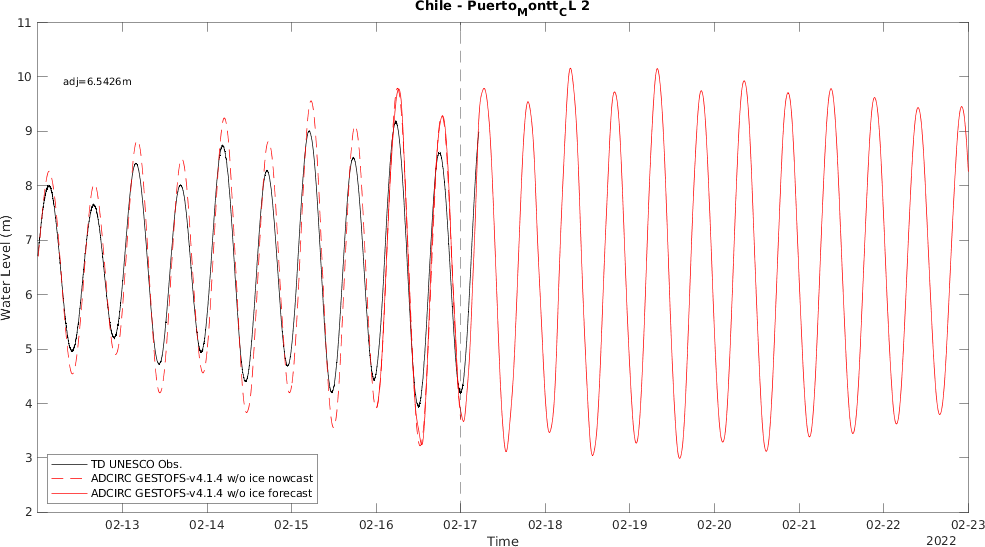 Chile - PuertoMonttCL 2
11
10
9
8
7
6
5
4
3
2
Water Level (m)
adj=6.5426m
TD UNESCO Obs.
ADCIRC GESTOFS-v4.1.4 w/o ice nowcast
ADCIRC GESTOFS-v4.1.4 w/o ice forecast
02-13 02-14 02-15 02-16 02-17 02-18 02-19 02-20 02-21 02-22 02-23
Time
2022